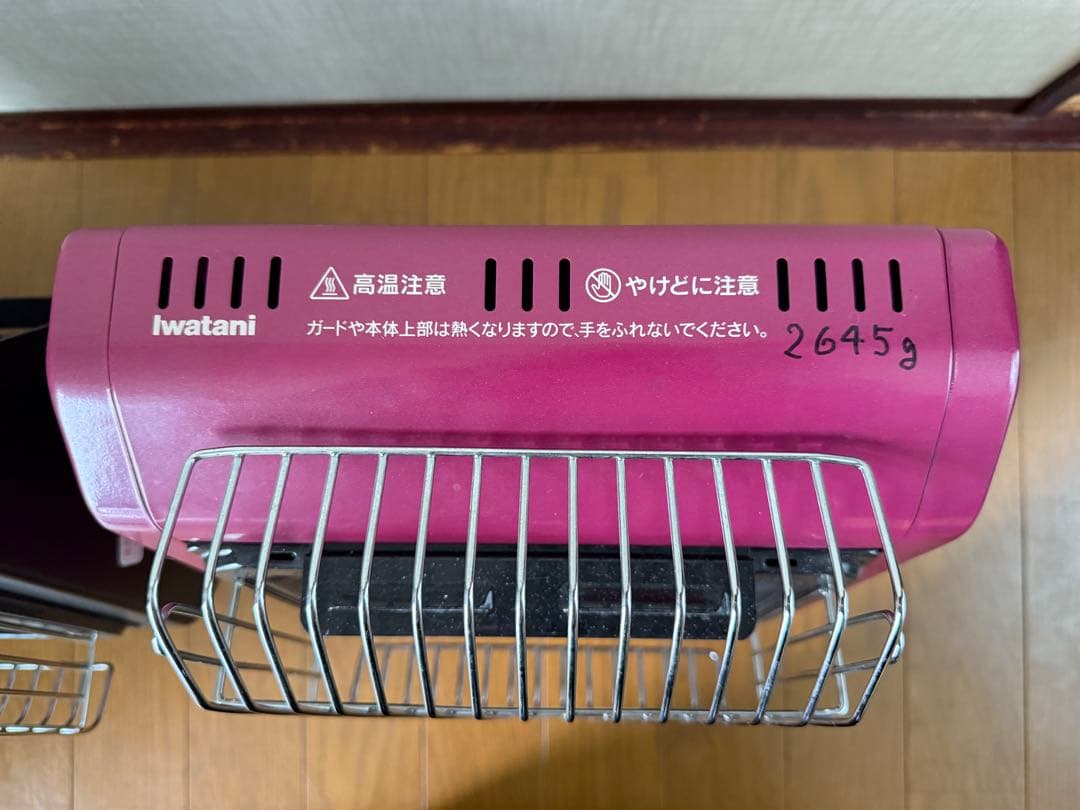 高温注意
やけどに注意
Iwatani
ガードや本体上部は熱くなりますので、手をふれないでください。
2645g